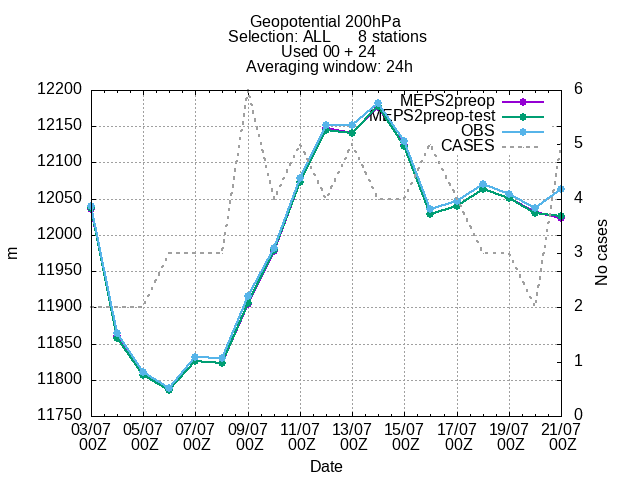 Geopotential 200hPa
Selection: ALL 8 stations
Used 00 + 24
Averaging window: 24h
12200
12150
12100
12050
12000
11950
11900
11850
11800
11750
6
5
4
3
2
1
0
MEPS2preop
MEPS2preop-test
OBS
CASES
m
No cases
03/07 05/07 07/07 09/07 11/07 13/07 15/07 17/07 19/07 21/07
00Z 00Z 00Z 00Z 00Z 00Z 00Z 00Z 00Z 00Z
Date